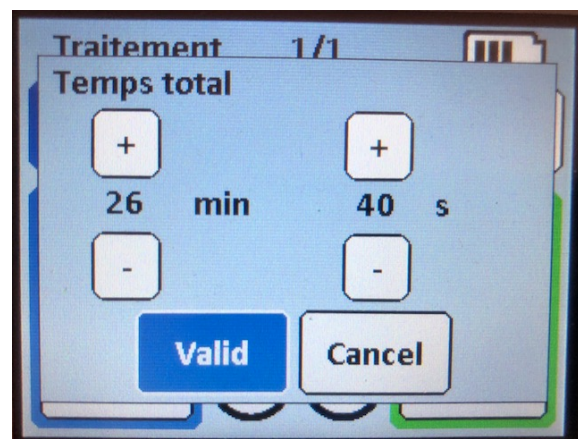 Traitement 1/1
Temps total
+ +
26 min 40 s
- -
Valid Cancel